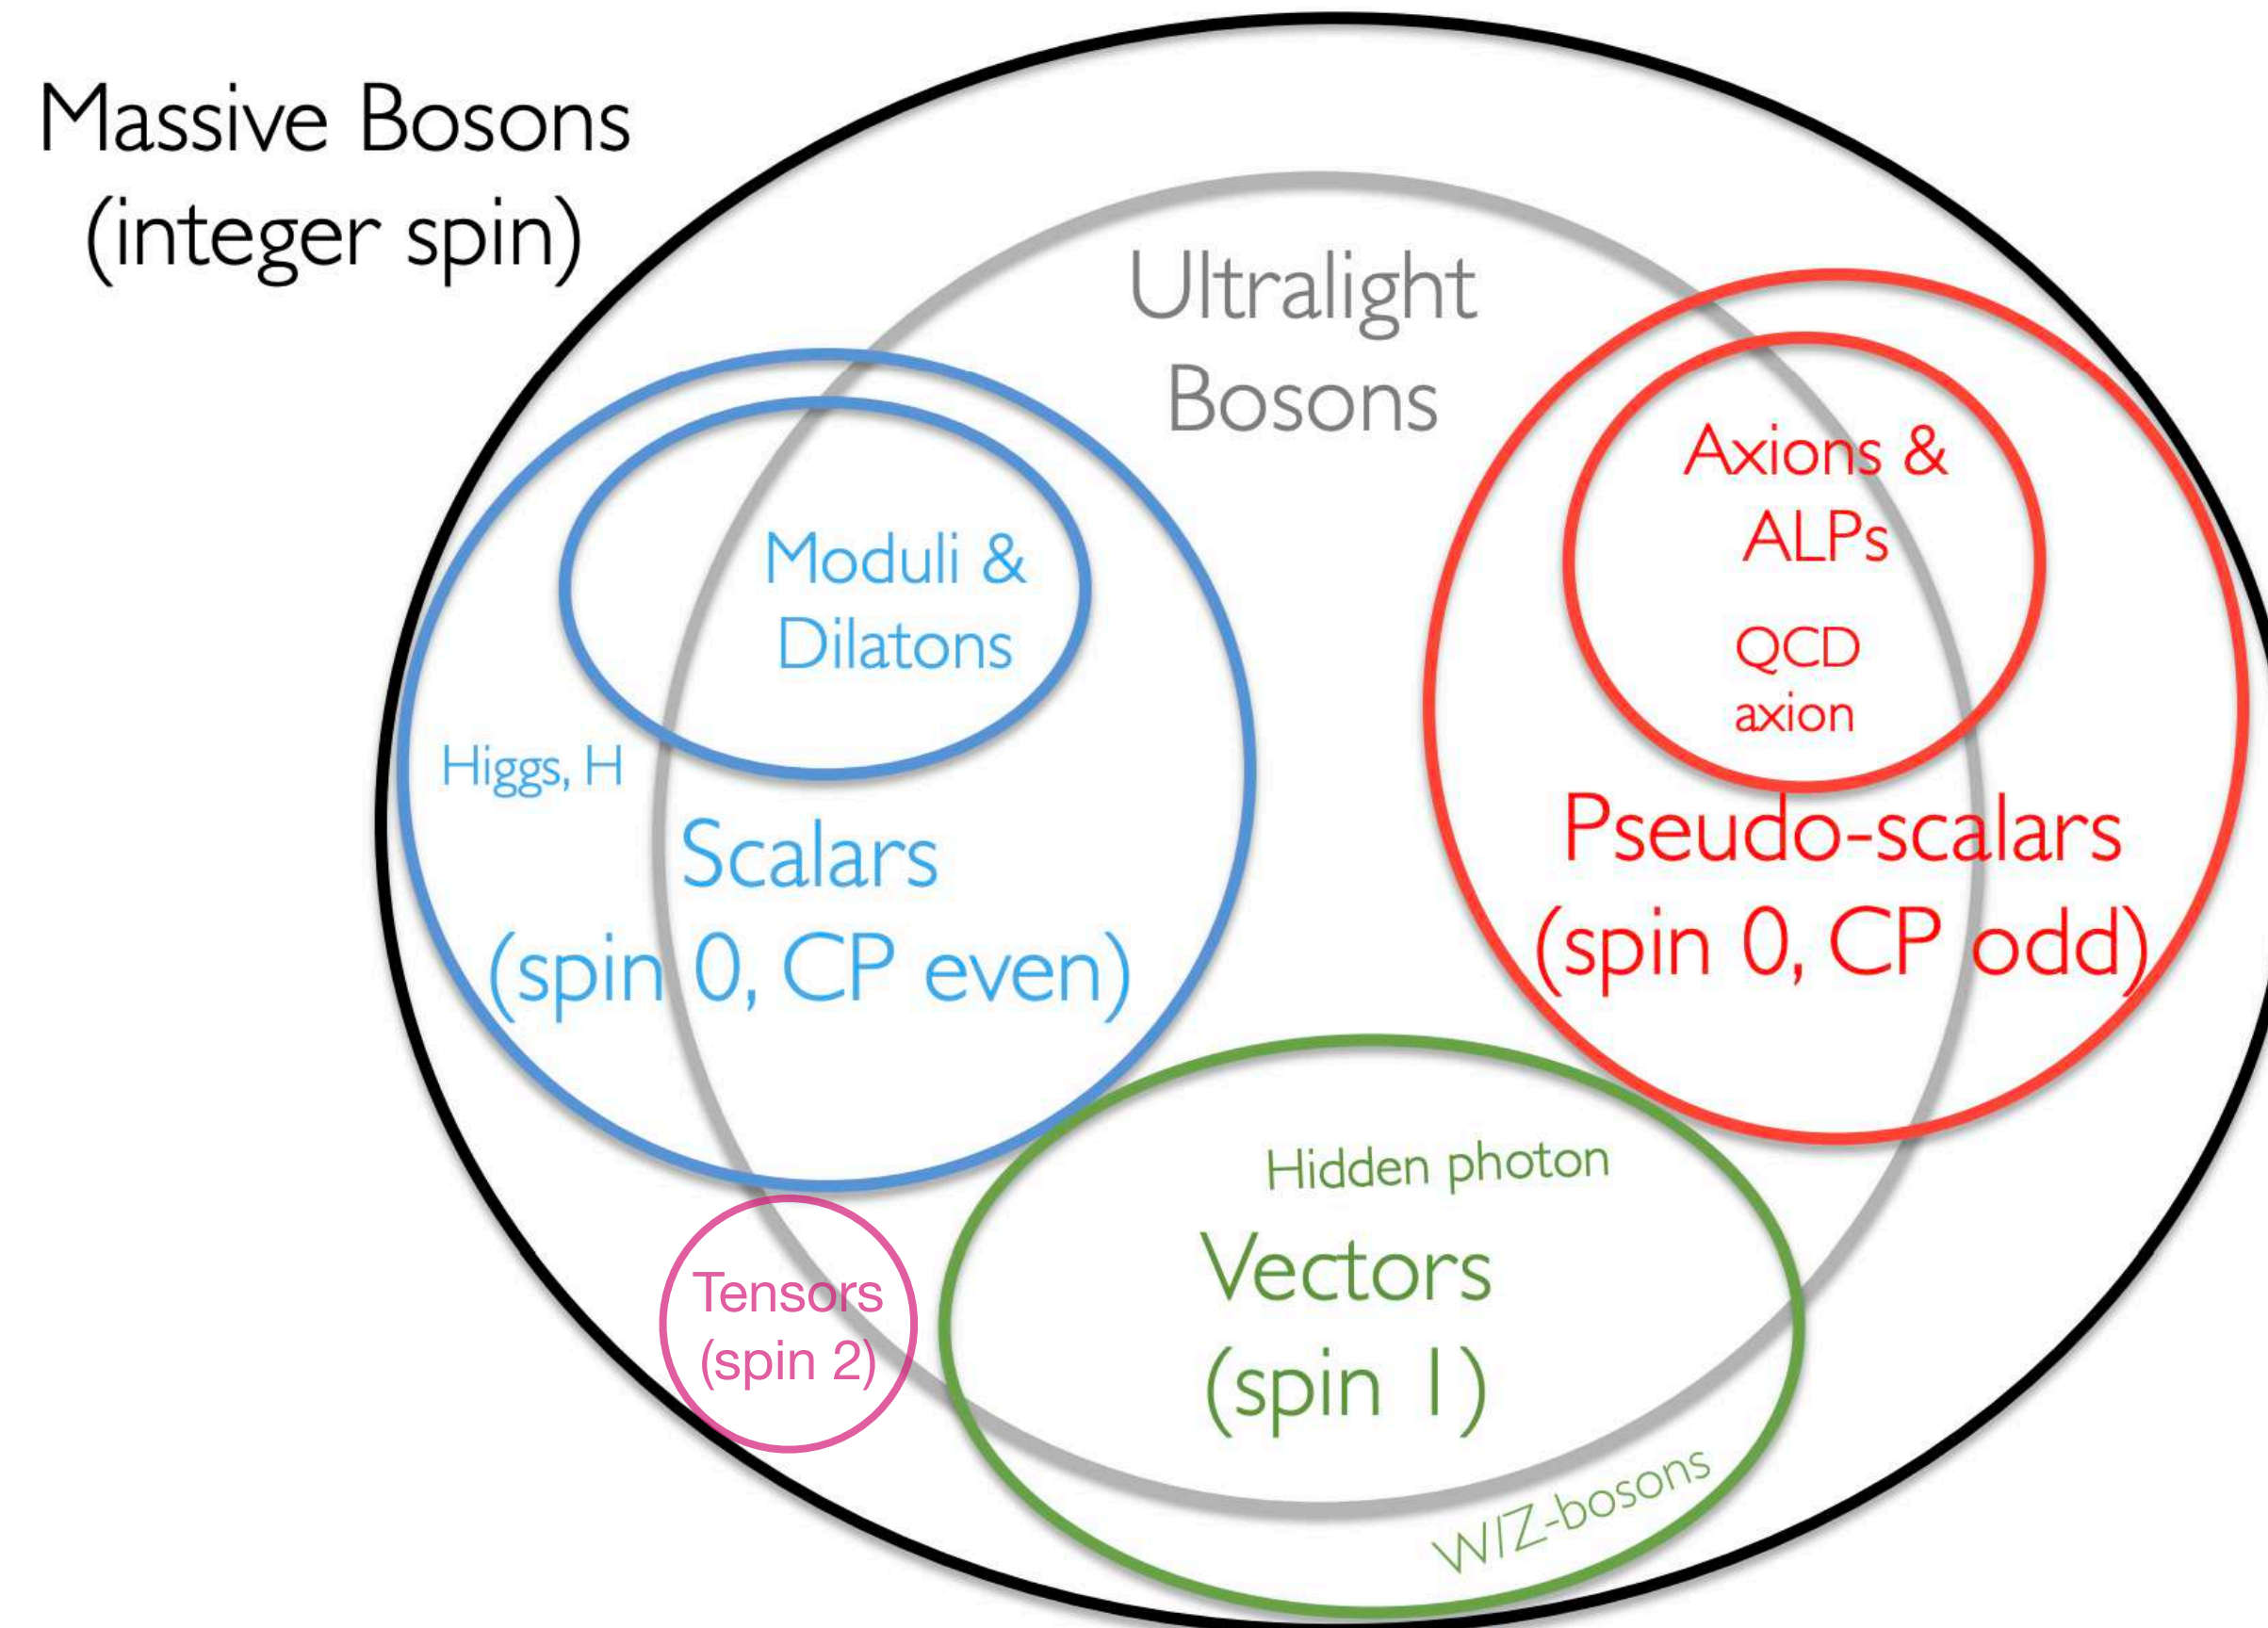 Massive Bosons
(integer spin)
Ultralight
Bosons
Moduli &
Dilatons
Higgs, H
Scalars
(spin 0, CP even)
Axions &
ALPs
QCD
axion
Pseudo-scalars
(spin 0, CP odd)
Hidden photon
Vectors
(spin 1)
W/Z-bosons
Tensors
(spin 2)